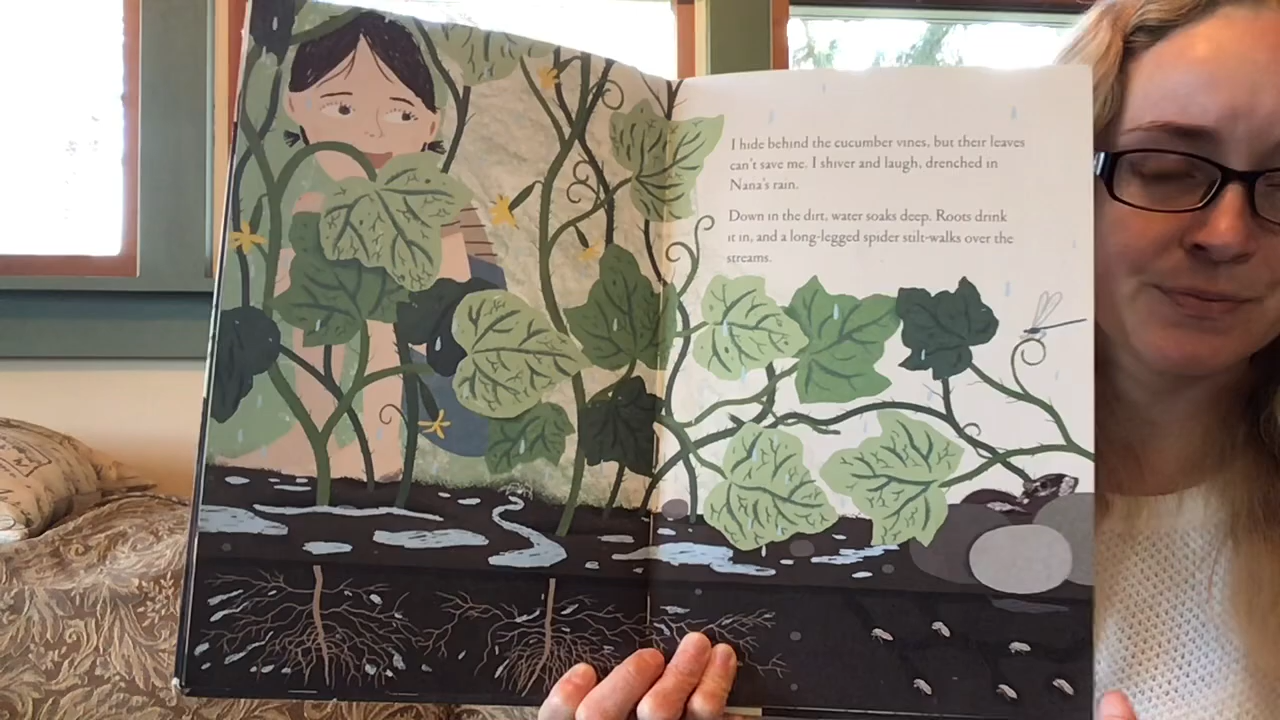 I hide behind the cucumber vines, but their leaves
can't save me. I shiver and laugh, drenched in
Nana's rain.
Down in the dirt, water soaks deep. Roots drink
it in, and a long-legged spider stilt-walks over the
streams.